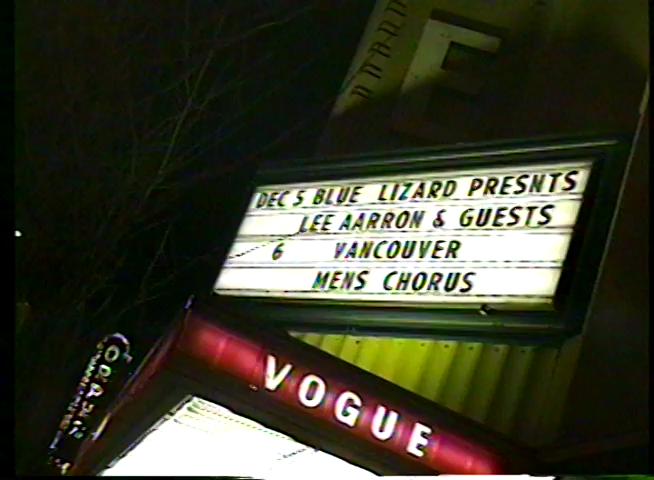 E
DEC 5 BLUE LIZARD PRESNTS
LEE AARRON & GUESTS
6 VANCOUVER
MENS CHORUS
VOGUE